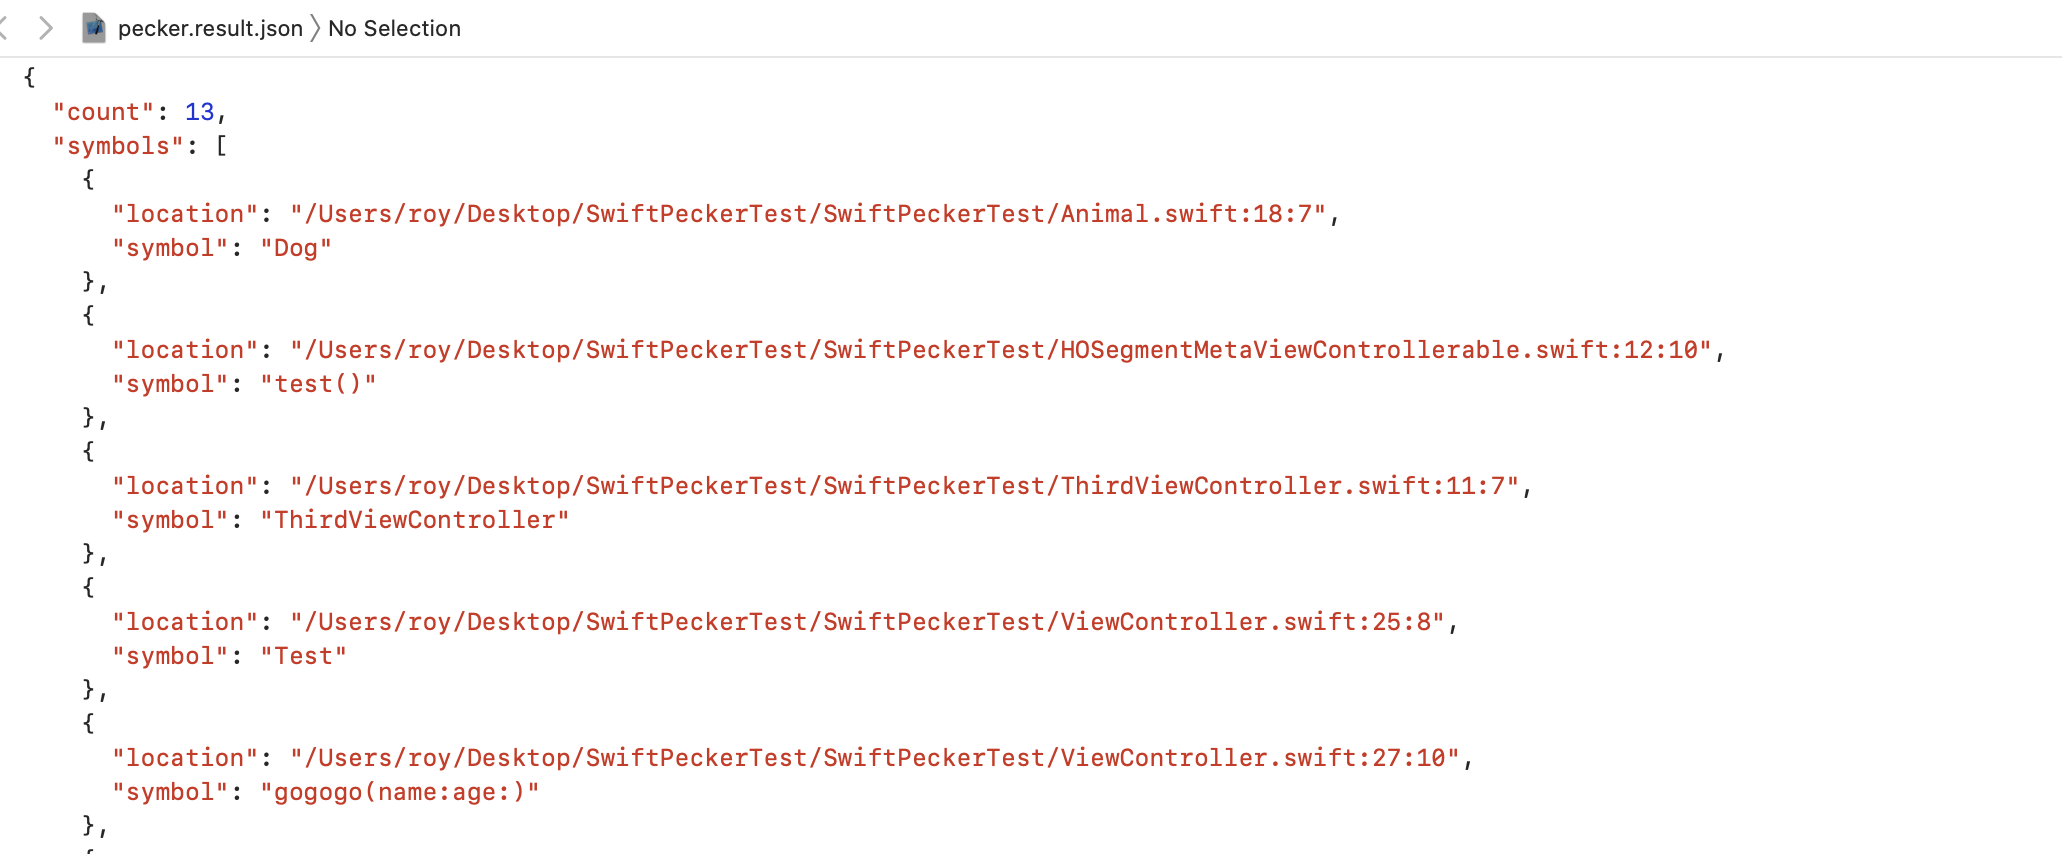 pecker.result.json 〉 No Selection
{
  "count": 13,
  "symbols": [
    {
      "location": "/Users/roy/Desktop/SwiftPeckerTest/SwiftPeckerTest/Animal.swift:18:7",
      "symbol": "Dog"
    },
    {
      "location": "/Users/roy/Desktop/SwiftPeckerTest/SwiftPeckerTest/HOSegmentMetaViewControllerable.swift:12:10",
      "symbol": "test()"
    },
    {
      "location": "/Users/roy/Desktop/SwiftPeckerTest/SwiftPeckerTest/ThirdViewController.swift:11:7",
      "symbol": "ThirdViewController"
    },
    {
      "location": "/Users/roy/Desktop/SwiftPeckerTest/SwiftPeckerTest/ViewController.swift:25:8",
      "symbol": "Test"
    },
    {
      "location": "/Users/roy/Desktop/SwiftPeckerTest/SwiftPeckerTest/ViewController.swift:27:10",
      "symbol": "gogogo(name:age:)"
    },
    {